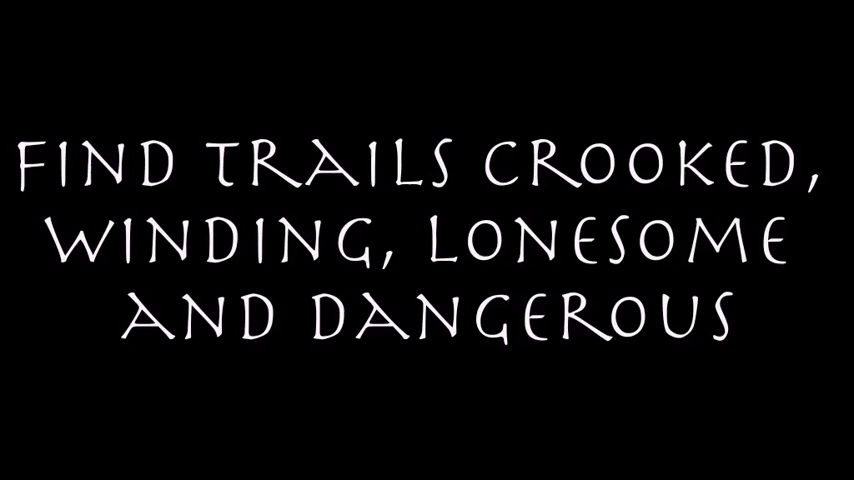 FIND TRAILS CROOKED,
WINDING, LONESOME
AND DANGEROUS